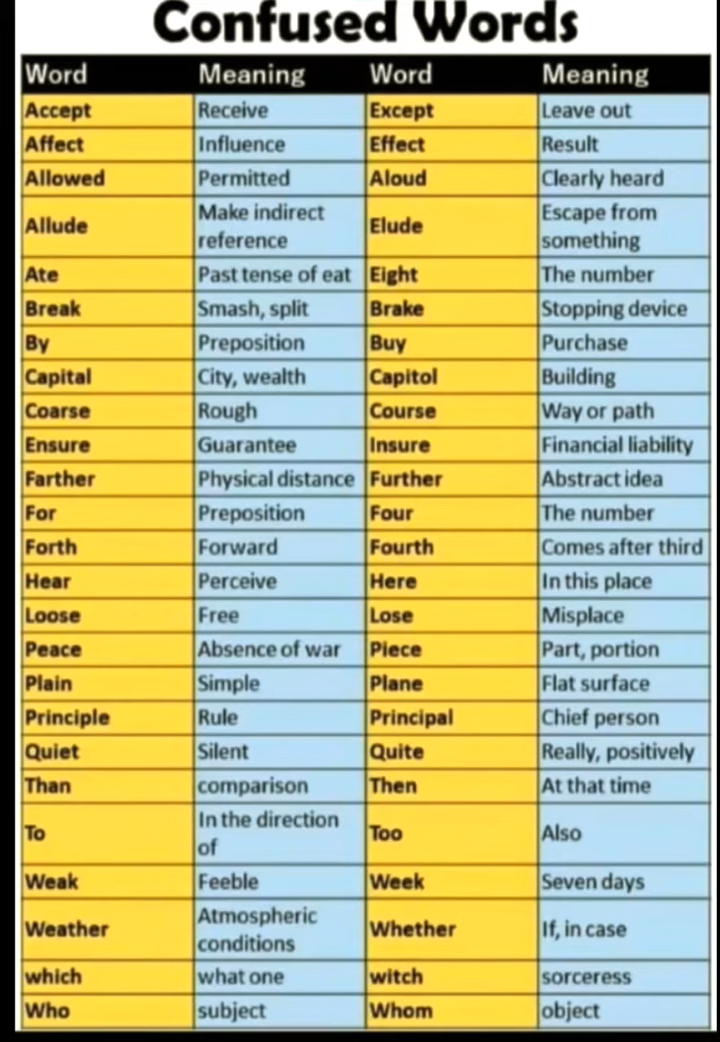 Confused Words
Word Meaning Word Meaning
Accept Receive Except Leave out
Affect Influence Effect Result
Allowed Permitted Aloud Clearly heard
Allude Make indirect reference Elude Escape from something
Ate Past tense of eat Eight The number
Break Smash, split Brake Stopping device
By Preposition Buy Purchase
Capital City, wealth Capitol Building
Coarse Rough Course Way or path
Ensure Guarantee Insure Financial liability
Farther Physical distance Further Abstract idea
For Preposition Four The number
Forth Forward Fourth Comes after third
Hear Perceive Here In this place
Loose Free Lose Misplace
Peace Absence of war Piece Part, portion
Plain Simple Plane Flat surface
Principle Rule Principal Chief person
Quiet Silent Quite Really, positively
Than comparison Then At that time
To In the direction of Too Also
Weak Feeble Week Seven days
Weather Atmospheric conditions Whether If, in case
which what one witch sorceress
Who subject Whom object